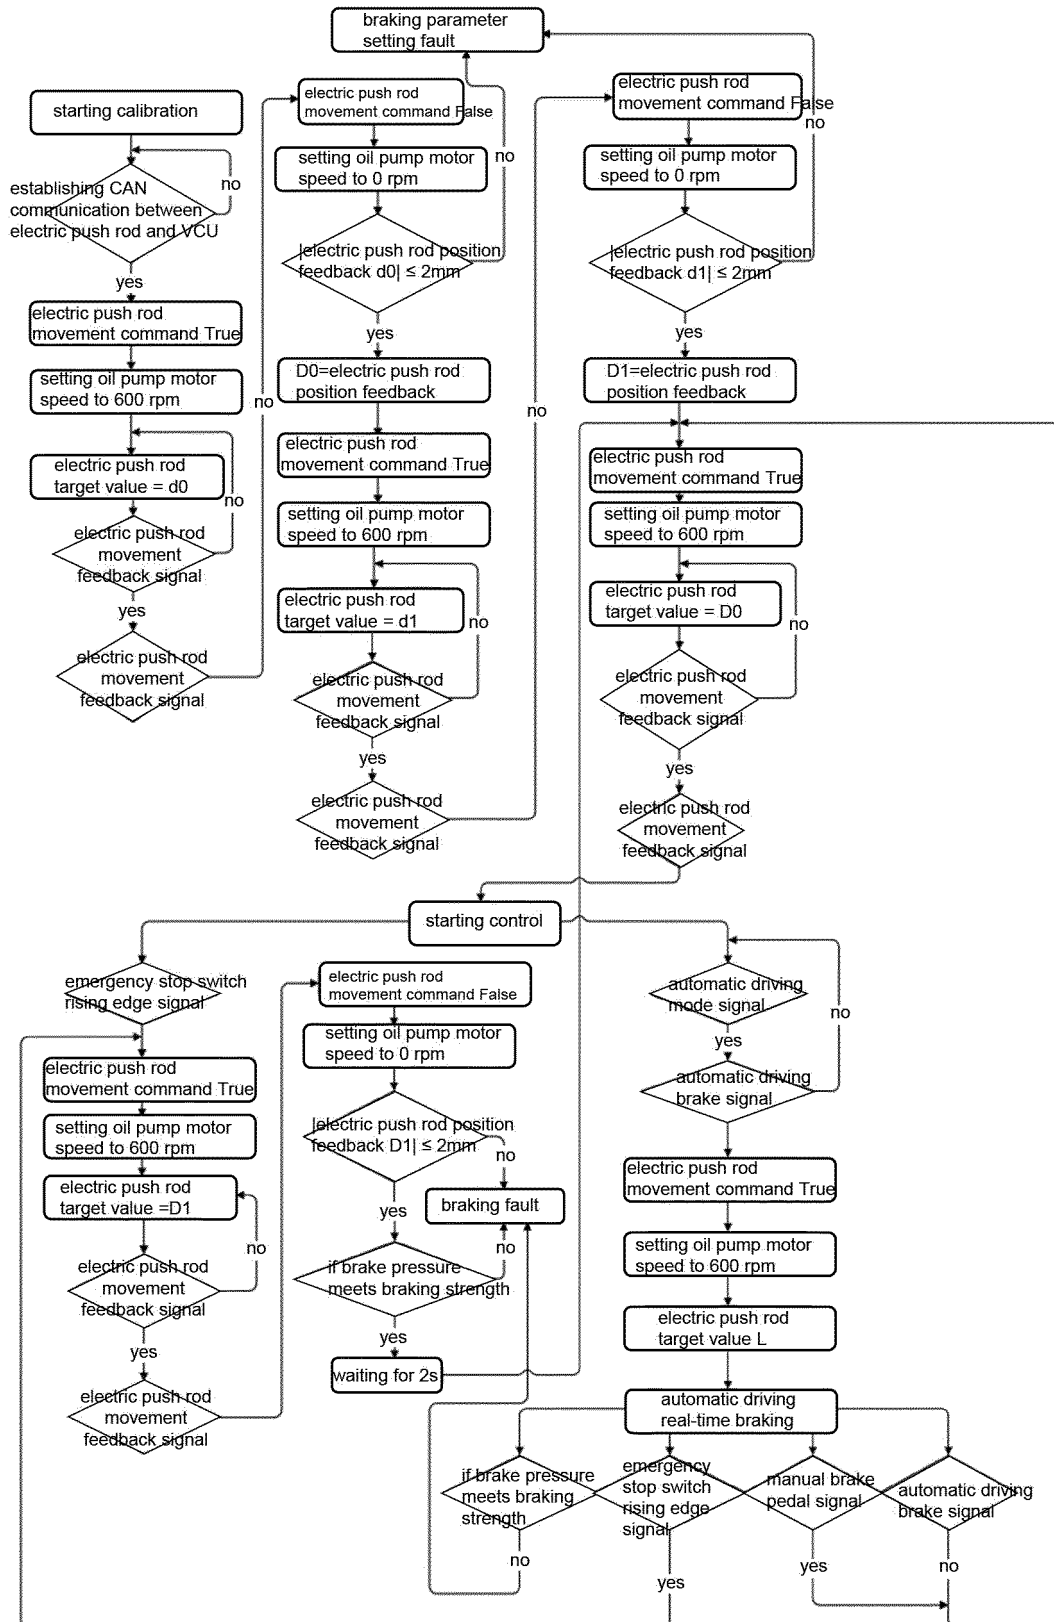 braking parameter
setting fault
starting calibration
no
establishing CAN
communication between
electric push rod and VCU
yes
electric push rod
movement command True
setting oil pump motor
speed to 600 rpm
electric push rod
target value = d0
no
electric push rod
movement
feedback signal
yes
electric push rod
movement
feedback signal
no
electric push rod
movement command False
setting oil pump motor
speed to 0 rpm
no
|electric push rod position
feedback d0| ≤ 2mm
yes
D0=electric push rod
position feedback
electric push rod
movement command True
setting oil pump motor
speed to 600 rpm
electric push rod
target value = d1
no
electric push rod
movement
feedback signal
yes
electric push rod
movement
feedback signal
no
electric push rod
movement command False
no
setting oil pump motor
speed to 0 rpm
|electric push rod position
feedback d1| ≤ 2mm
yes
D1=electric push rod
position feedback
electric push rod
movement command True
setting oil pump motor
speed to 600 rpm
electric push rod
target value = D0
no
electric push rod
movement
feedback signal
yes
electric push rod
movement
feedback signal
starting control
emergency stop switch
rising edge signal
electric push rod
movement command True
setting oil pump motor
speed to 600 rpm
electric push rod
target value =D1
no
electric push rod
movement
feedback signal
yes
electric push rod
movement
feedback signal
electric push rod
movement command False
setting oil pump motor
speed to 0 rpm
|electric push rod position
feedback D1| ≤ 2mm
no
yes
braking fault
no
if brake pressure
meets braking strength
yes
waiting for 2s
automatic driving
mode signal
no
yes
automatic driving
brake signal
electric push rod
movement command True
setting oil pump motor
speed to 600 rpm
electric push rod
target value L
automatic driving
real-time braking
if brake pressure
meets braking
strength
no
emergency
stop switch
rising edge
signal
yes
manual brake
pedal signal
yes
automatic driving
brake signal
no